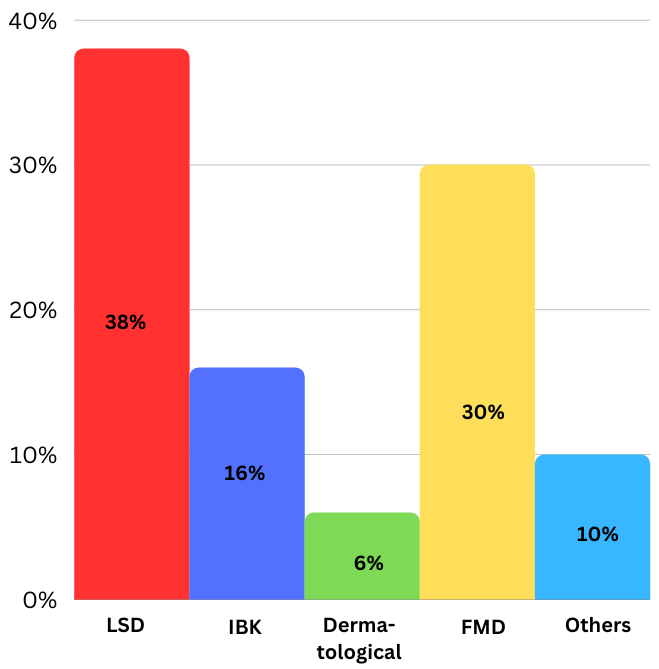 40%
30%
20%
10%
0%
38%
16%
6%
30%
10%
LSD
IBK
Derma-
tological
FMD
Others